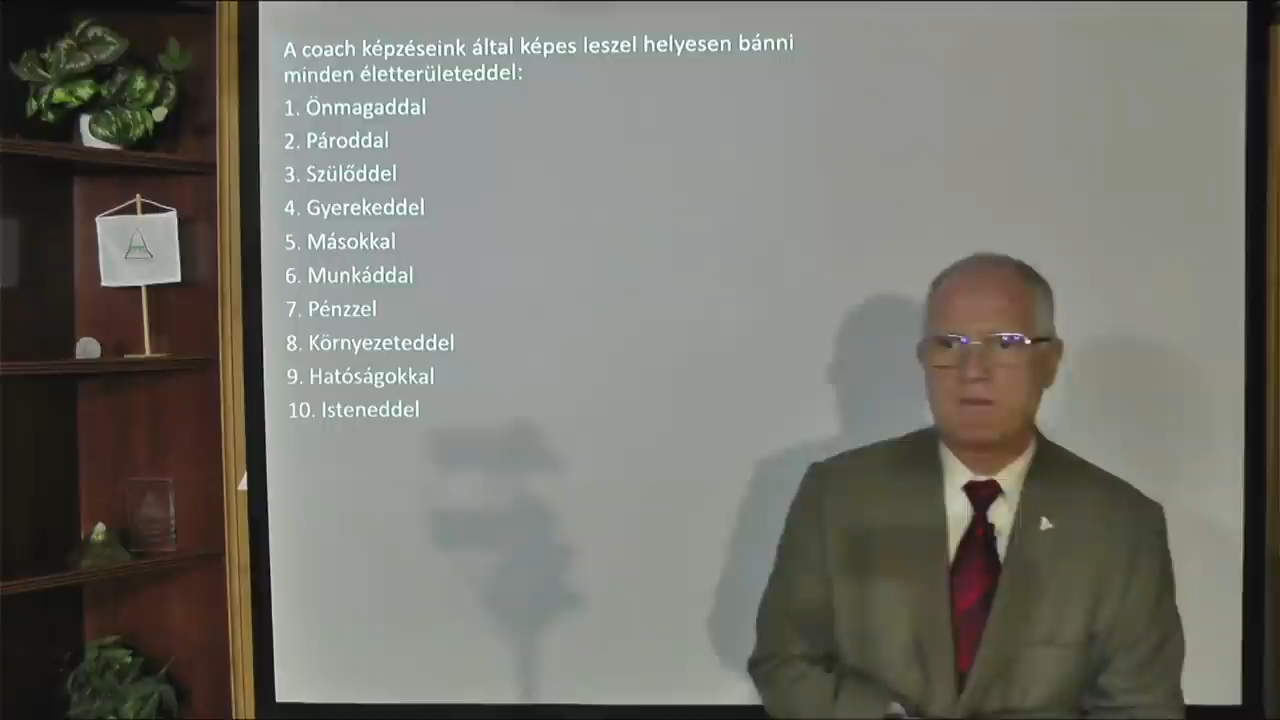 A coach képzéseink által képes leszel helyesen bánni
minden életterületeddel:
1. Önmagaddal
2. Pároddal
3. Szülőddel
4. Gyerekeddel
5. Másokkal
6. Munkáddal
7. Pénzzel
8. Környezeteddel
9. Hatóságokkal
10. Isteneddel